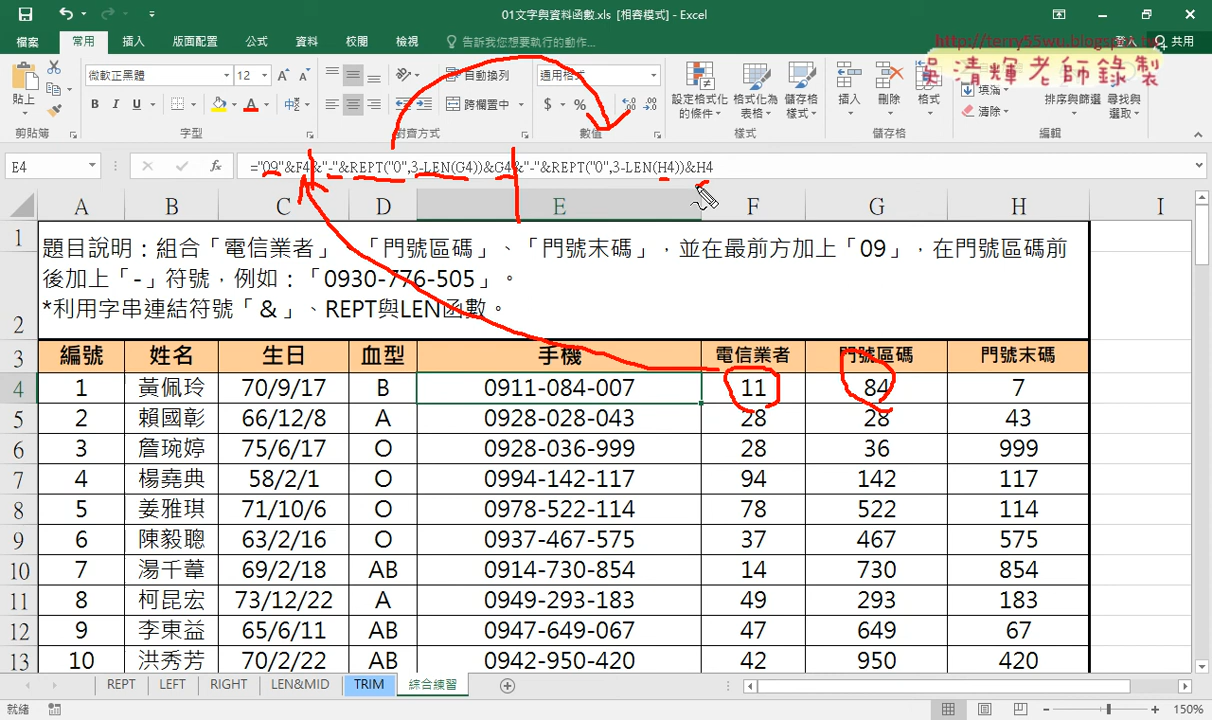 01文字與資料函數.xls [相容模式] - Excel
檔案 常用 插入 版面配置 公式 資料 校閱 檢視 告訴我您想要執行的動作... 登入 共用
http://terry55wu.blogspot.tw
吳清輝老師錄製
貼上 微軟正黑體 12 自動換列 通用格式 設定格式化的條件 格式化為表格 儲存格樣式 插入 刪除 格式 填滿 清除 排序與篩選 尋找與選取
B I U A 中 跨欄置中 $ %
剪貼簿 字型 對齊方式 數值 樣式 儲存格 編輯
E4 fx ="09"&F4&"-"&REPT("0",3-LEN(G4))&G4&"-"&REPT("0",3-LEN(H4))&H4
A B C D E F G H I
1 題目說明：組合「電信業者」、「門號區碼」、「門號末碼」，並在最前方加上「09」，在門號區碼前
後加上「-」符號，例如：「0930-776-505」。
2 *利用字串連結符號「&」、REPT與LEN函數。
3 編號 姓名 生日 血型 手機 電信業者 門號區碼 門號末碼
4 1 黃佩玲 70/9/17 B 0911-084-007 11 84 7
5 2 賴國彰 66/12/8 A 0928-028-043 28 28 43
6 3 詹琬婷 75/6/17 O 0928-036-999 28 36 999
7 4 楊堯典 58/2/1 O 0994-142-117 94 142 117
8 5 姜雅琪 71/10/6 O 0978-522-114 78 522 114
9 6 陳毅聰 63/2/16 O 0937-467-575 37 467 575
10 7 湯千葦 69/2/18 AB 0914-730-854 14 730 854
11 8 柯昆宏 73/12/22 A 0949-293-183 49 293 183
12 9 李東益 65/6/11 AB 0947-649-067 47 649 67
13 10 洪秀芳 70/2/22 AB 0942-950-420 42 950 420
REPT LEFT RIGHT LEN&MID TRIM 綜合練習
就緒 150%